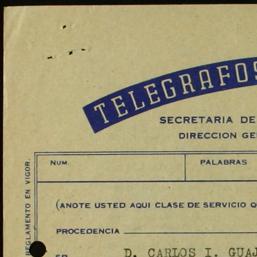 TELEGRAFOS
SECRETARIA DE
DIRECCION GE
NUM.
PALABRAS
(ANOTE USTED AQUI CLASE DE SERVICIO Q
PROCEDENCIA
D. CARLOS I. GUAJ
REGLAMENTO EN VIGOR.